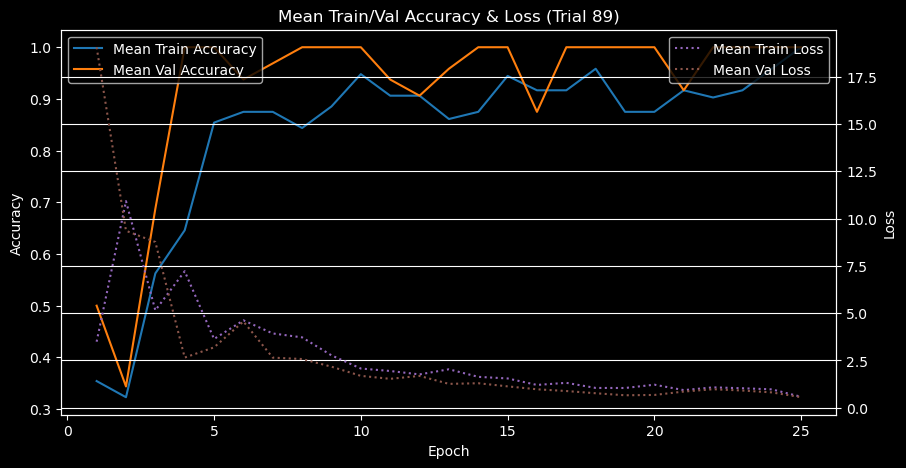 Mean Train/Val Accuracy & Loss (Trial 89)
Mean Train Accuracy
Mean Val Accuracy
Mean Train Loss
Mean Val Loss
1.0
0.9
0.8
0.7
0.6
0.5
0.4
0.3
Accuracy
17.5
15.0
12.5
10.0
7.5
5.0
2.5
0.0
Loss
0
5
10
15
20
25
Epoch